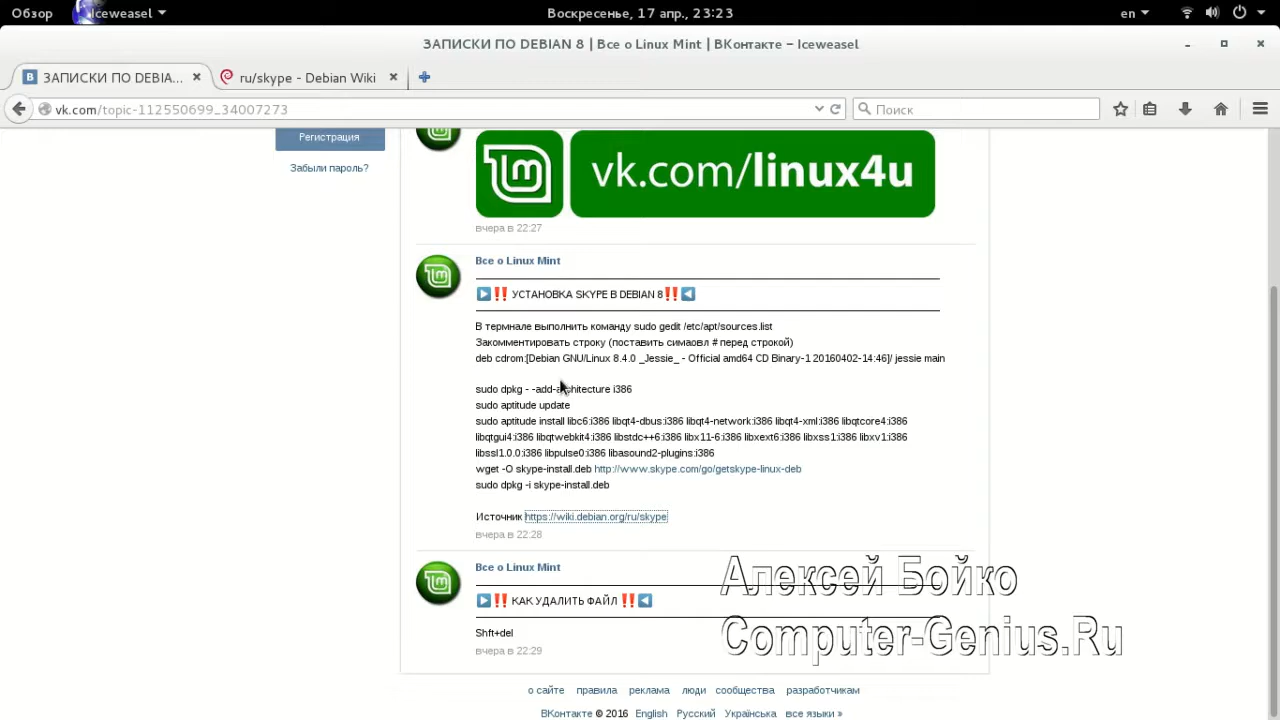 Обзор
Iceweasel
Воскресенье, 17 апр., 23:23
en
ЗАПИСКИ ПО DEBIAN 8 | Все о Linux Mint | ВКонтакте – Iceweasel
ЗАПИСКИ ПО DEBIA...
ru/skype - Debian Wiki
vk.com/topic-112550699_34007273
Поиск
Регистрация
Забыли пароль?
vk.com/linux4u
вчера в 22:27
Все о Linux Mint
▶‼ УСТАНОВКА SKYPE В DEBIAN 8‼◀
В термнале выполнить команду sudo gedit /etc/apt/sources.list
Закомментировать строку (поставить симаовл # перед строкой)
deb cdrom:[Debian GNU/Linux 8.4.0 _Jessie_ - Official amd64 CD Binary-1 20160402-14:46]/ jessie main
sudo dpkg - -add-architecture i386
sudo aptitude update
sudo aptitude install libc6:i386 libqt4-dbus:i386 libqt4-network:i386 libqt4-xml:i386 libqtcore4:i386
libqtgui4:i386 libqtwebkit4:i386 libstdc++6:i386 libx11-6:i386 libxext6:i386 libxss1:i386 libxv1:i386
libssl1.0.0:i386 libpulse0:i386 libasound2-plugins:i386
wget -O skype-install.deb http://www.skype.com/go/getskype-linux-deb
sudo dpkg -i skype-install.deb
Источник https://wiki.debian.org/ru/skype
вчера в 22:28
Все о Linux Mint
▶‼ КАК УДАЛИТЬ ФАЙЛ ‼◀
Shft+del
вчера в 22:29
Алексей Бойко
Computer-Genius.Ru
о сайте правила реклама люди сообщества разработчикам
ВКонтакте © 2016 English Русский Українська все языки »